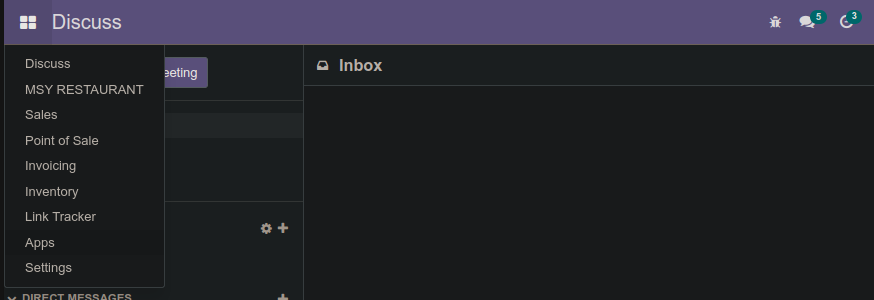 Discuss
5
3
Discuss
MSY RESTAURANT
Sales
Point of Sale
Invoicing
Inventory
Link Tracker
Apps
Settings
eeting
Inbox
DIRECT MESSAGES